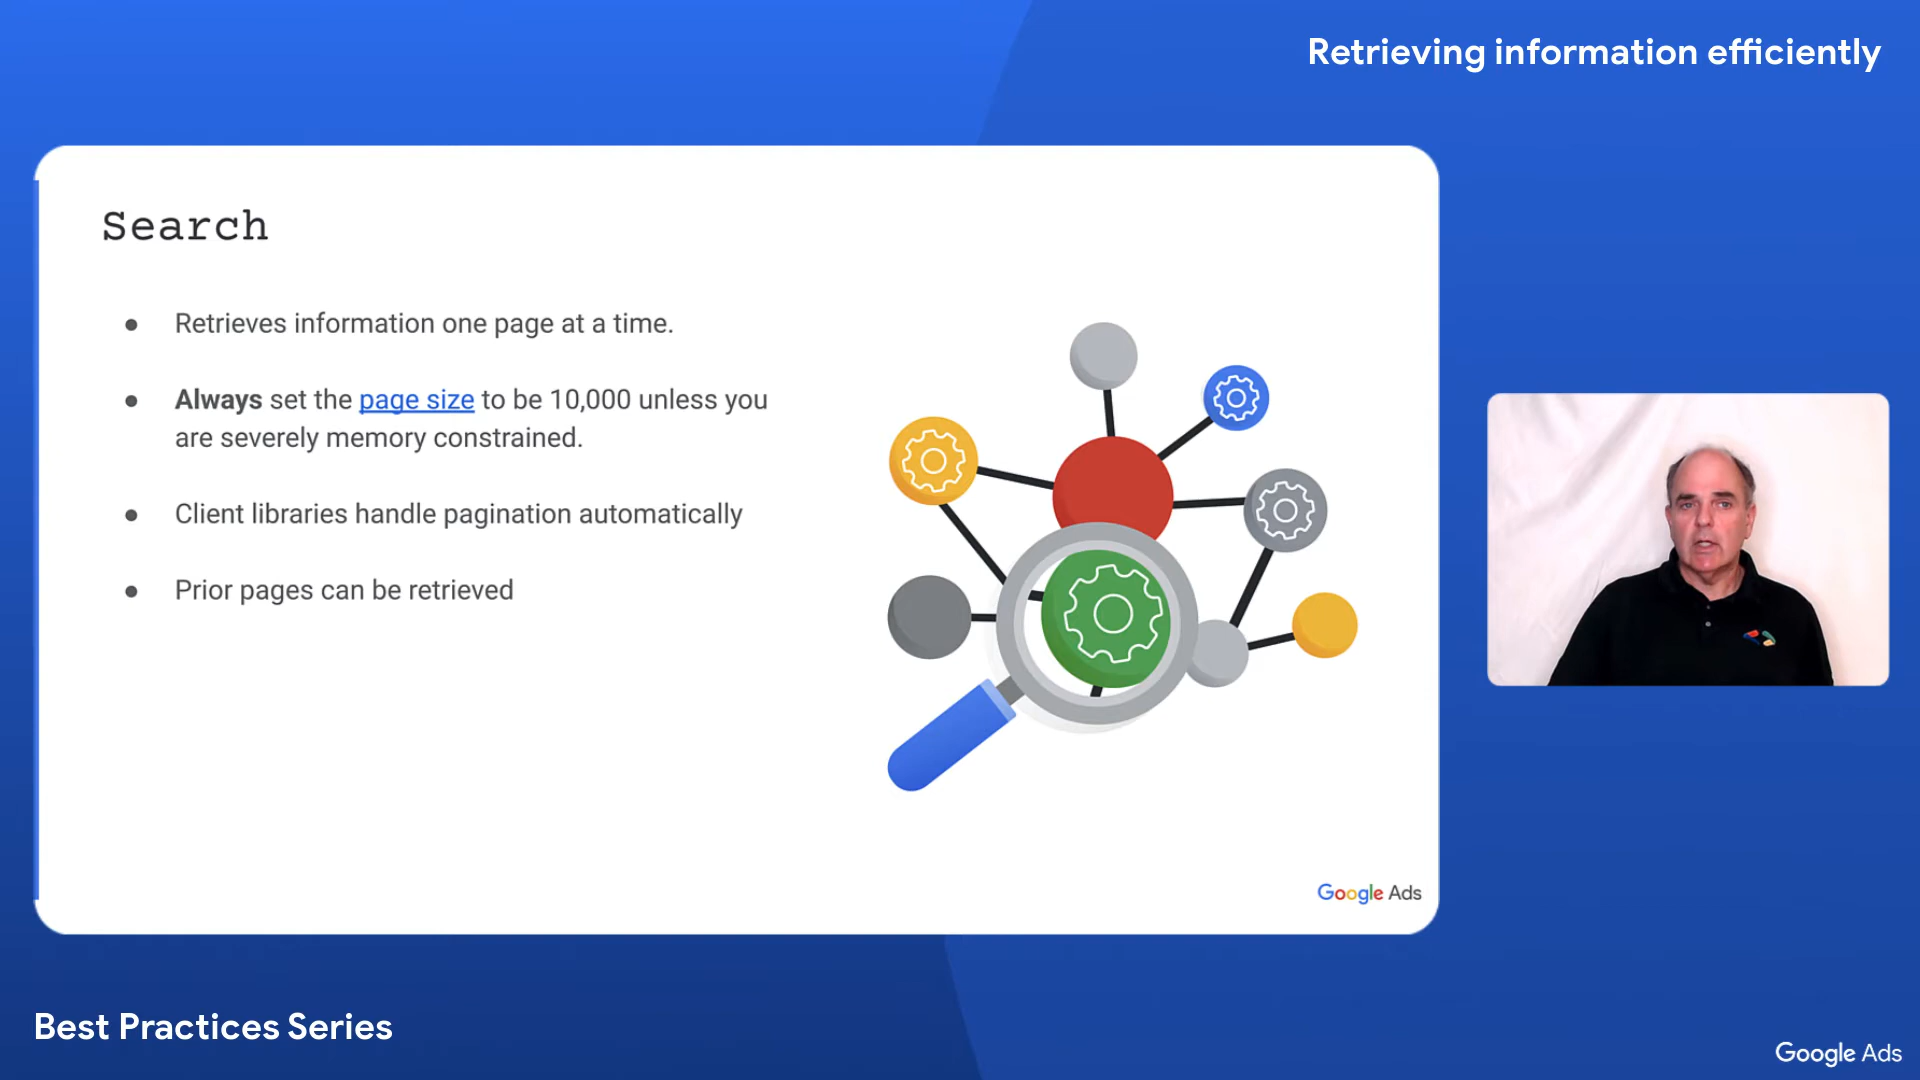 Retrieving information efficiently
Search
● Retrieves information one page at a time.
● Always set the page size to be 10,000 unless you
are severely memory constrained.
● Client libraries handle pagination automatically
● Prior pages can be retrieved
Google Ads
Best Practices Series
Google Ads